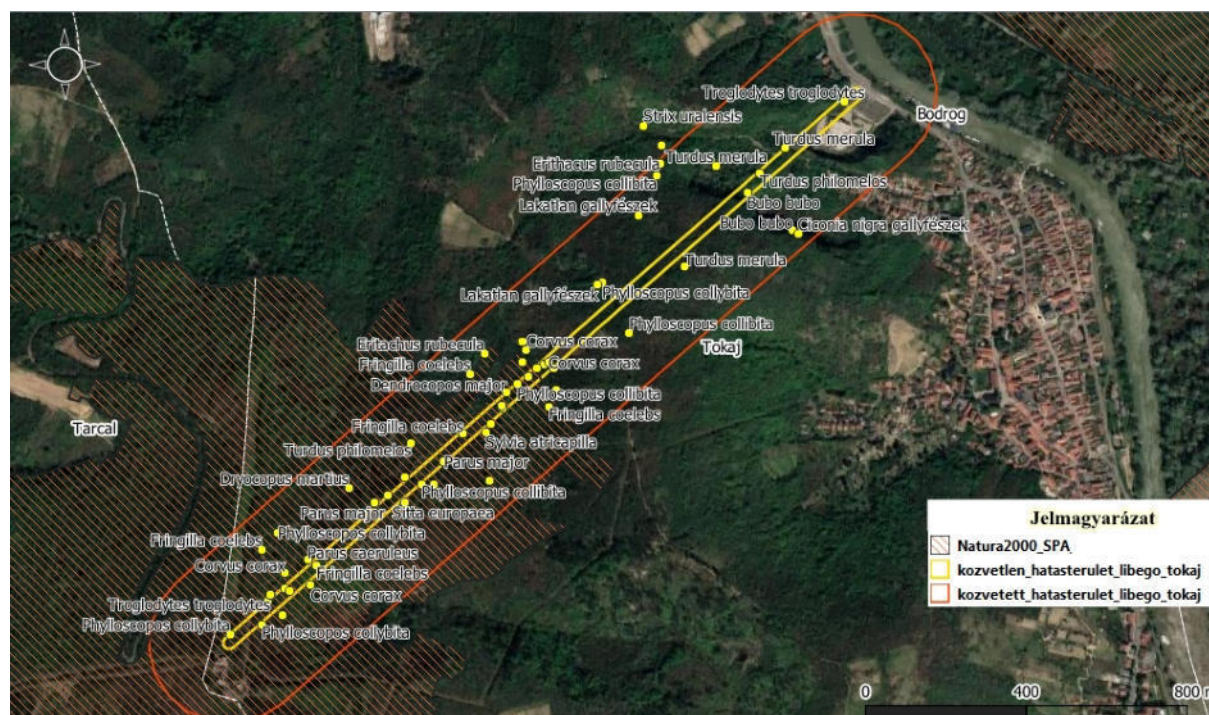 Troglodytes troglodytes
Bodrog
Strix uralensis
Turdus merula
Turdus merula
Erithacus rubecula
Phylloscopus collibita
Turdus philomelos
Bubo bubo
Lakatlan gallyfészek
Bubo bubo
Ciconia nigra gallyfészek
Turdus merula
Lakatlan gallyfészek
Phylloscopus collybita
Phylloscopus collibita
Eritachus rubecula
Corvus corax
Tokaj
Fringilla coelebs
Corvus corax
Dendrocopos major
Phylloscopus collibita
Fringilla coelebs
Fringilla coelebs
Tarcal
Turdus philomelos
Sylvia atricapilla
Parus major
Dryocopus martius
Phylloscopus collibita
Parus major
Sitta europaea
Phylloscopos collybita
Fringilla coelebs
Parus caeruleus
Corvus corax
Fringilla coelebs
Corvus corax
Troglodytes troglodytes
Phylloscopus collybita
Phylloscopos collybita
Jelmagyarázat
Natura2000_SPA
kozvetlen_hatasterulet_libego_tokaj
kozvetett_hatasterulet_libego_tokaj
0 400 800 m